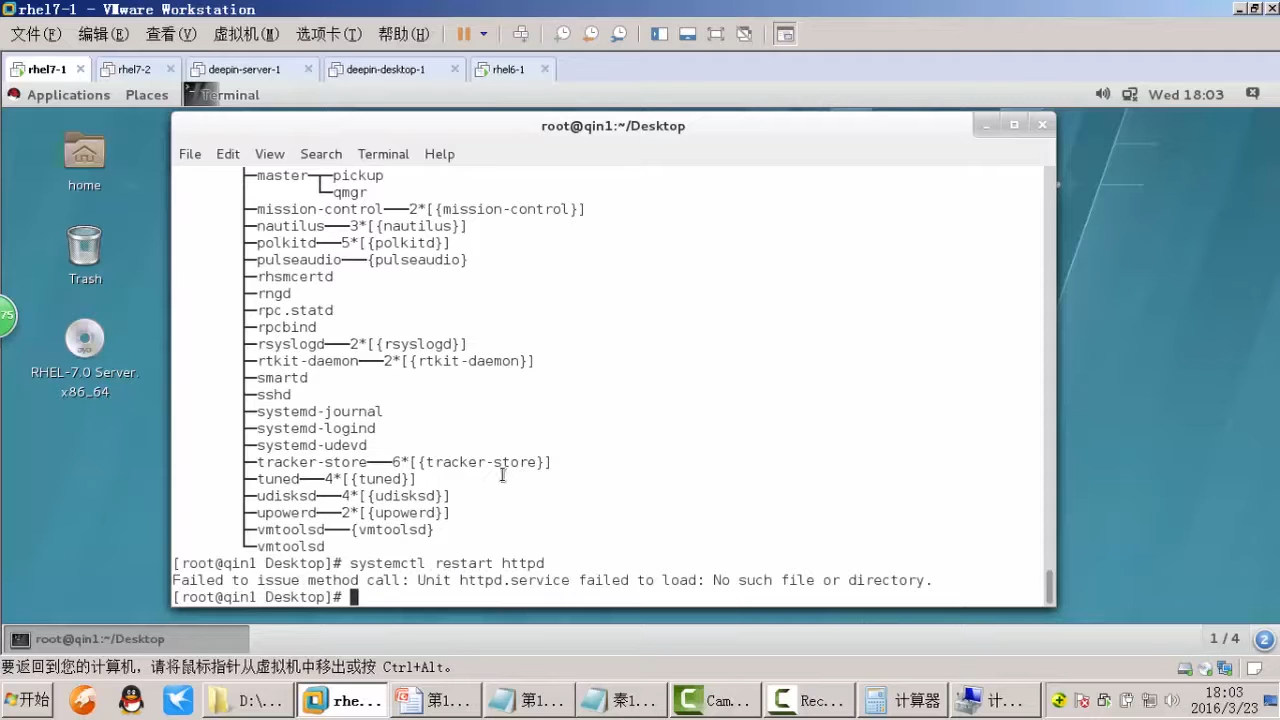 rhel7-1 - VMware Workstation
文件(F) 编辑(E) 查看(V) 虚拟机(M) 选项卡(T) 帮助(H)
rhel7-1 rhel7-2 deepin-server-1 deepin-desktop-1 rhel6-1
Applications Places Terminal Wed 18:03
root@qin1:~/Desktop
File Edit View Search Terminal Help
├─master─┬─pickup
└─qmgr
├─mission-control───2*[{mission-control}]
├─nautilus───3*[{nautilus}]
├─polkitd───5*[{polkitd}]
├─pulseaudio───{pulseaudio}
├─rhsmcertd
├─rngd
├─rpc.statd
├─rpcbind
├─rsyslogd───2*[{rsyslogd}]
├─rtkit-daemon───2*[{rtkit-daemon}]
├─smartd
├─sshd
├─systemd-journal
├─systemd-logind
├─systemd-udevd
├─tracker-store───6*[{tracker-store}]
├─tuned───4*[{tuned}]
├─udisksd───4*[{udisksd}]
├─upowerd───2*[{upowerd}]
├─vmtoolsd───{vmtoolsd}
└─vmtoolsd
[root@qin1 Desktop]# systemctl restart httpd
Failed to issue method call: Unit httpd.service failed to load: No such file or directory.
[root@qin1 Desktop]#
home
Trash
75
RHEL-7.0 Server.
x86_64
root@qin1:~/Desktop 1 / 4 2
要返回到您的计算机，请将鼠标指针从虚拟机中移出或按 Ctrl+Alt。
开始 D:\... rhe... 第1... 第1... 秦1... Cam... Rec... 计算器 计... 18:03
2016/3/23